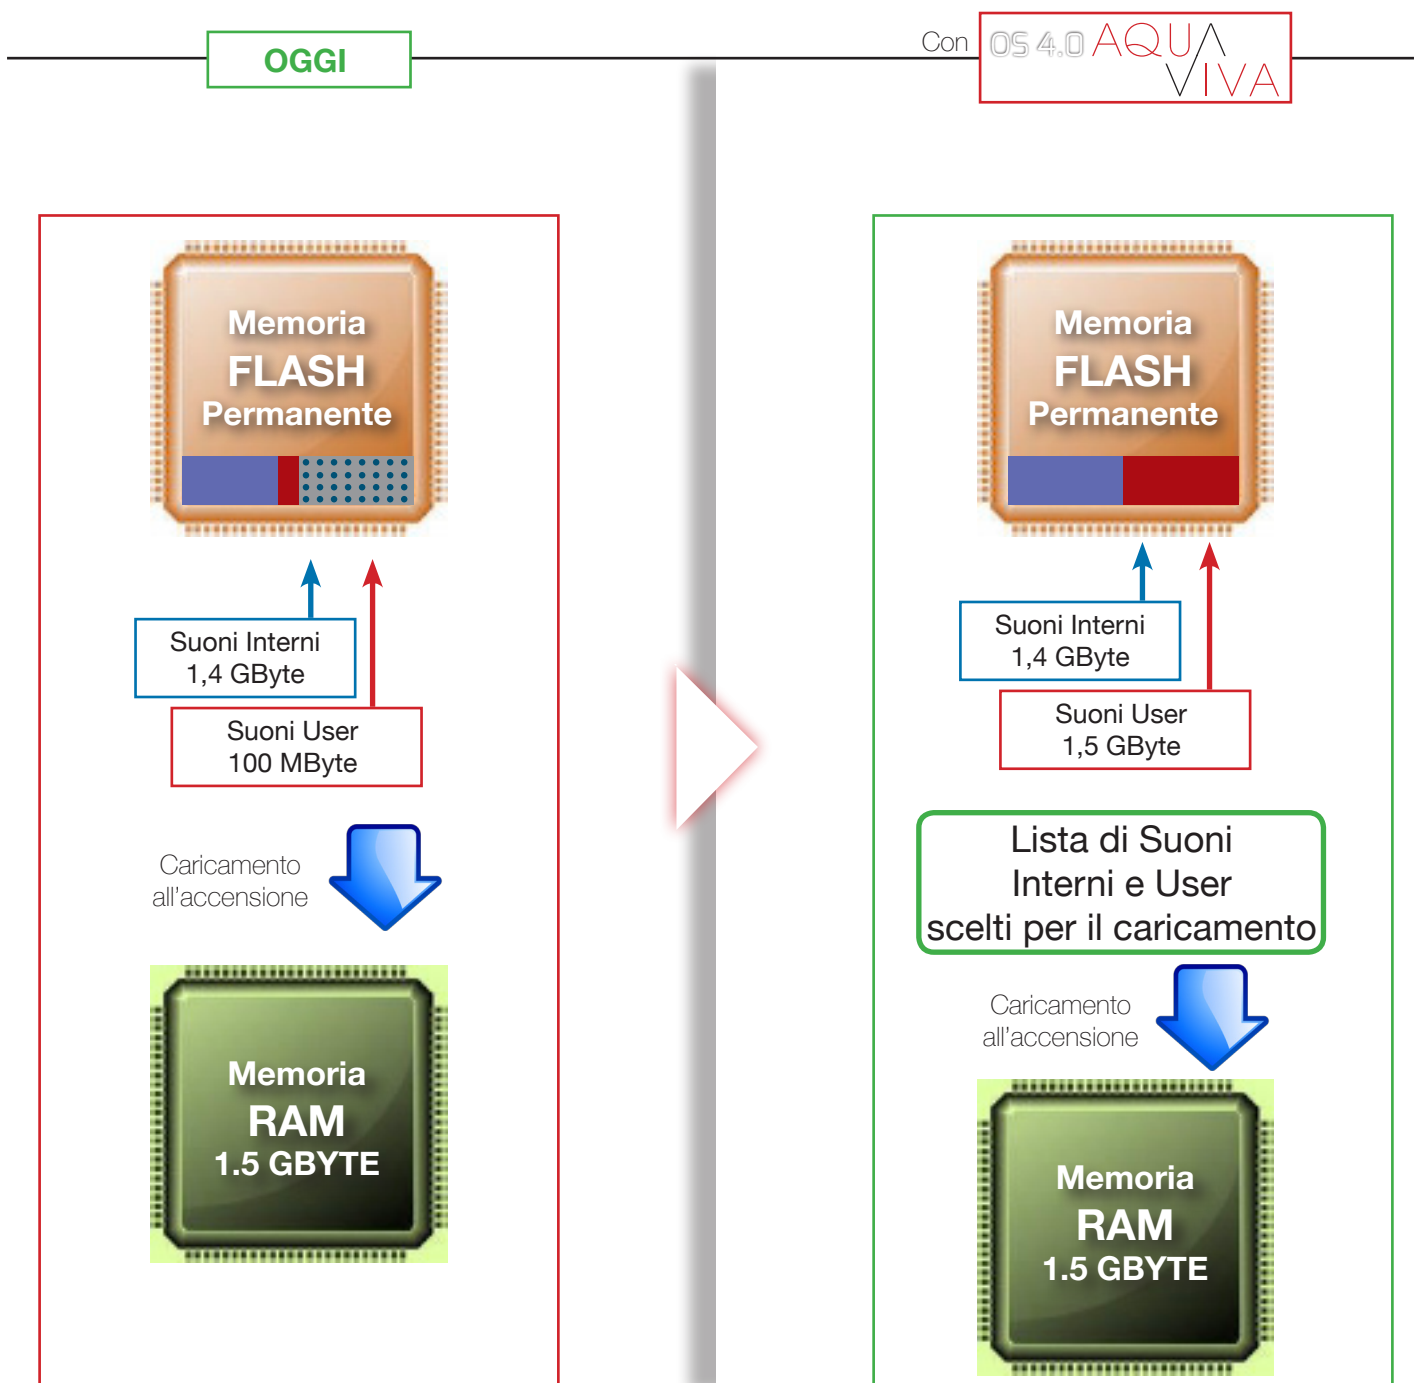 OGGI
Memoria
FLASH
Permanente
Suoni Interni
1,4 GByte
Suoni User
100 MByte
Caricamento
all'accensione
Memoria
RAM
1.5 GBYTE
Con OS 4.0 AQUA
VIVA
Memoria
FLASH
Permanente
Suoni Interni
1,4 GByte
Suoni User
1,5 GByte
Lista di Suoni
Interni e User
scelti per il caricamento
Caricamento
all'accensione
Memoria
RAM
1.5 GBYTE